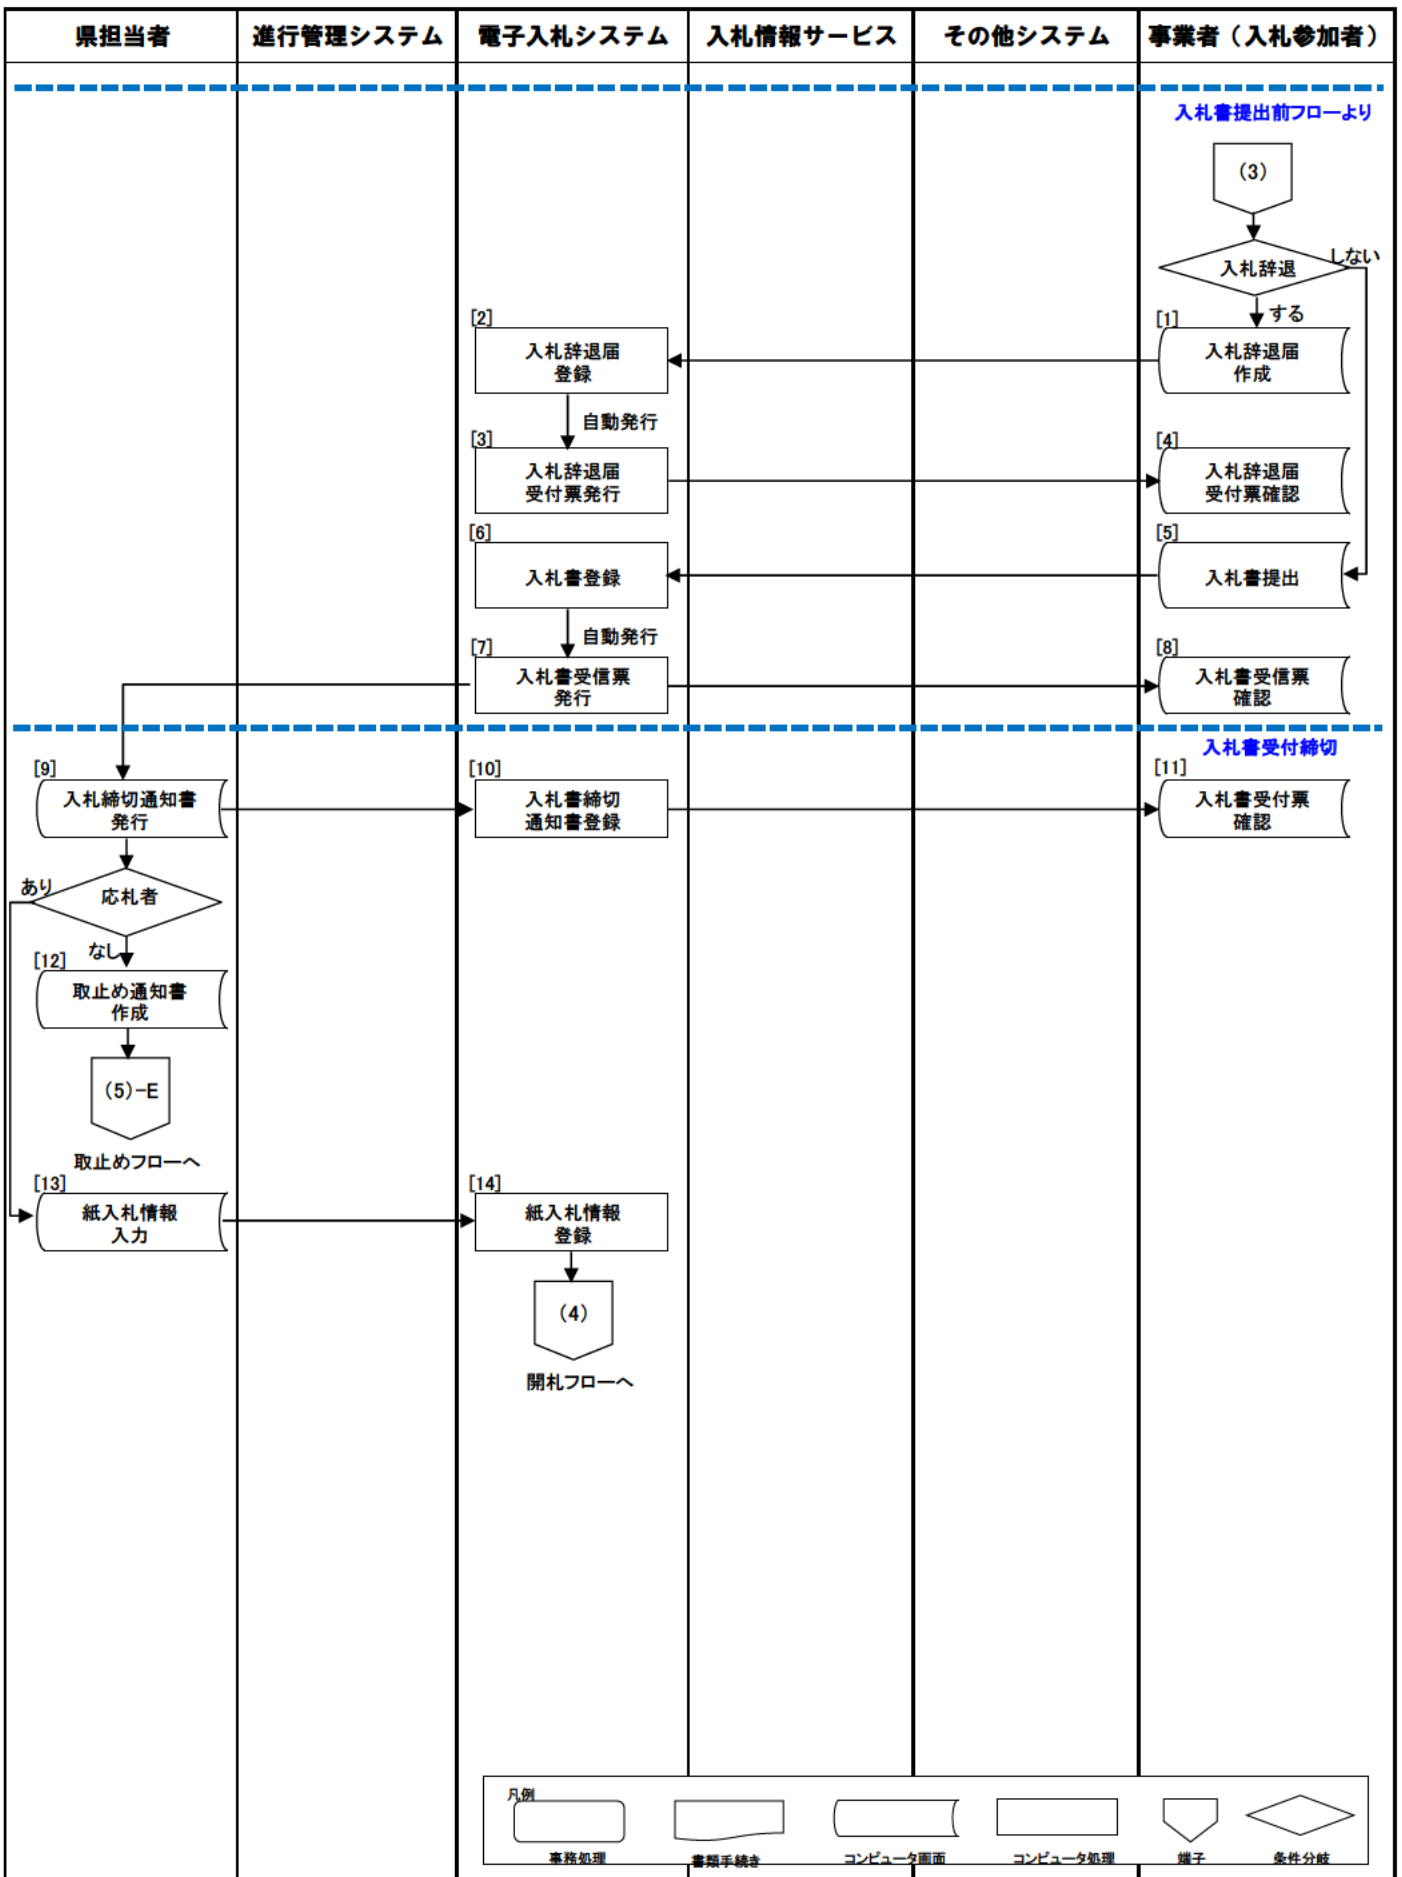 県担当者
進行管理システム
電子入札システム
入札情報サービス
その他システム
事業者（入札参加者）
入札書提出前フローより
（3）
入札辞退
しない
する
[1]
入札辞退届
作成
[2]
入札辞退届
登録
自動発行
[3]
入札辞退届
受付票発行
[4]
入札辞退届
受付票確認
[5]
入札書提出
[6]
入札書登録
自動発行
[7]
入札書受信票
発行
[8]
入札書受信票
確認
入札書受付締切
[9]
入札締切通知書
発行
[10]
入札書締切
通知書登録
[11]
入札書受付票
確認
応札者
あり
なし
[12]
取止め通知書
作成
（5）-E
取止めフローへ
[13]
紙入札情報
入力
[14]
紙入札情報
登録
（4）
開札フローへ
凡例
事務処理
書類手続き
コンピュータ画面
コンピュータ処理
端子
条件分岐